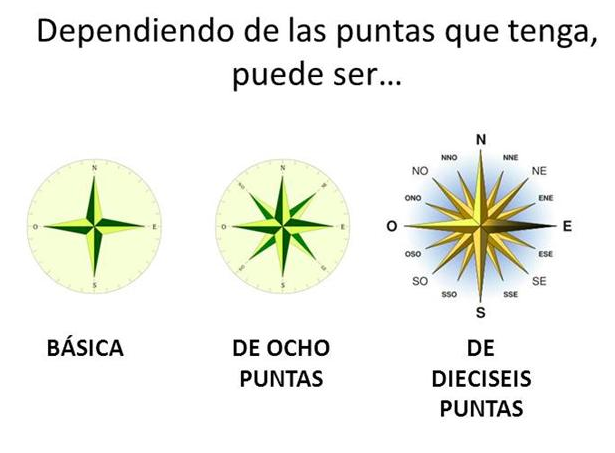 Dependiendo de las puntas que tenga,
puede ser...
N
O
E
S
N
O
E
S
N
NNO
NNE
NO
NE
ONO
ENE
O
E
OSO
ESE
SO
SE
SSO
SSE
S
BÁSICA
DE OCHO
PUNTAS
DE
DIECISEIS
PUNTAS